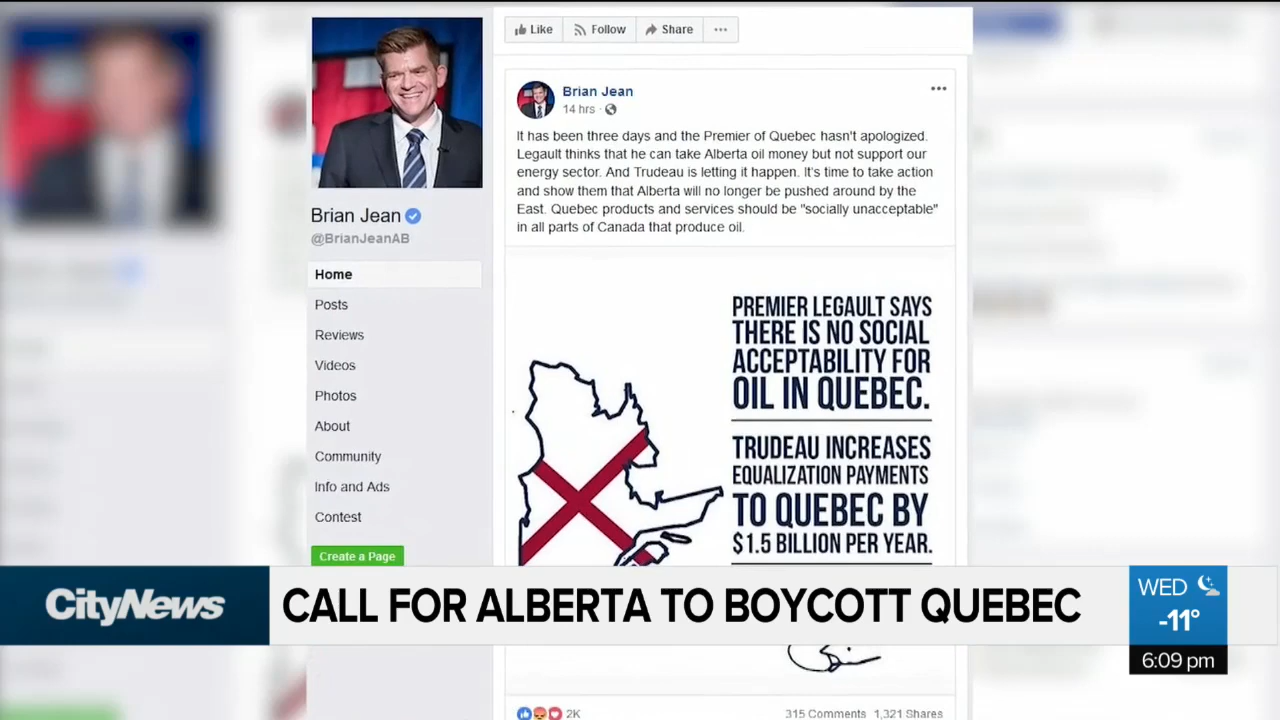 Like Follow Share ...
Brian Jean
14 hrs ·
It has been three days and the Premier of Quebec hasn't apologized.
Legault thinks that he can take Alberta oil money but not support our
energy sector. And Trudeau is letting it happen. It's time to take action
and show them that Alberta will no longer be pushed around by the
East. Quebec products and services should be "socially unacceptable"
in all parts of Canada that produce oil.
Brian Jean
@BrianJeanAB
Home
Posts
Reviews
Videos
Photos
About
Community
Info and Ads
Contest
Create a Page
PREMIER LEGAULT SAYS
THERE IS NO SOCIAL
ACCEPTABILITY FOR
OIL IN QUEBEC.
TRUDEAU INCREASES
EQUALIZATION PAYMENTS
TO QUEBEC BY
$1.5 BILLION PER YEAR.
CityNews
CALL FOR ALBERTA TO BOYCOTT QUEBEC
WED
-11°
6:09 pm
2K
315 Comments 1,321 Shares